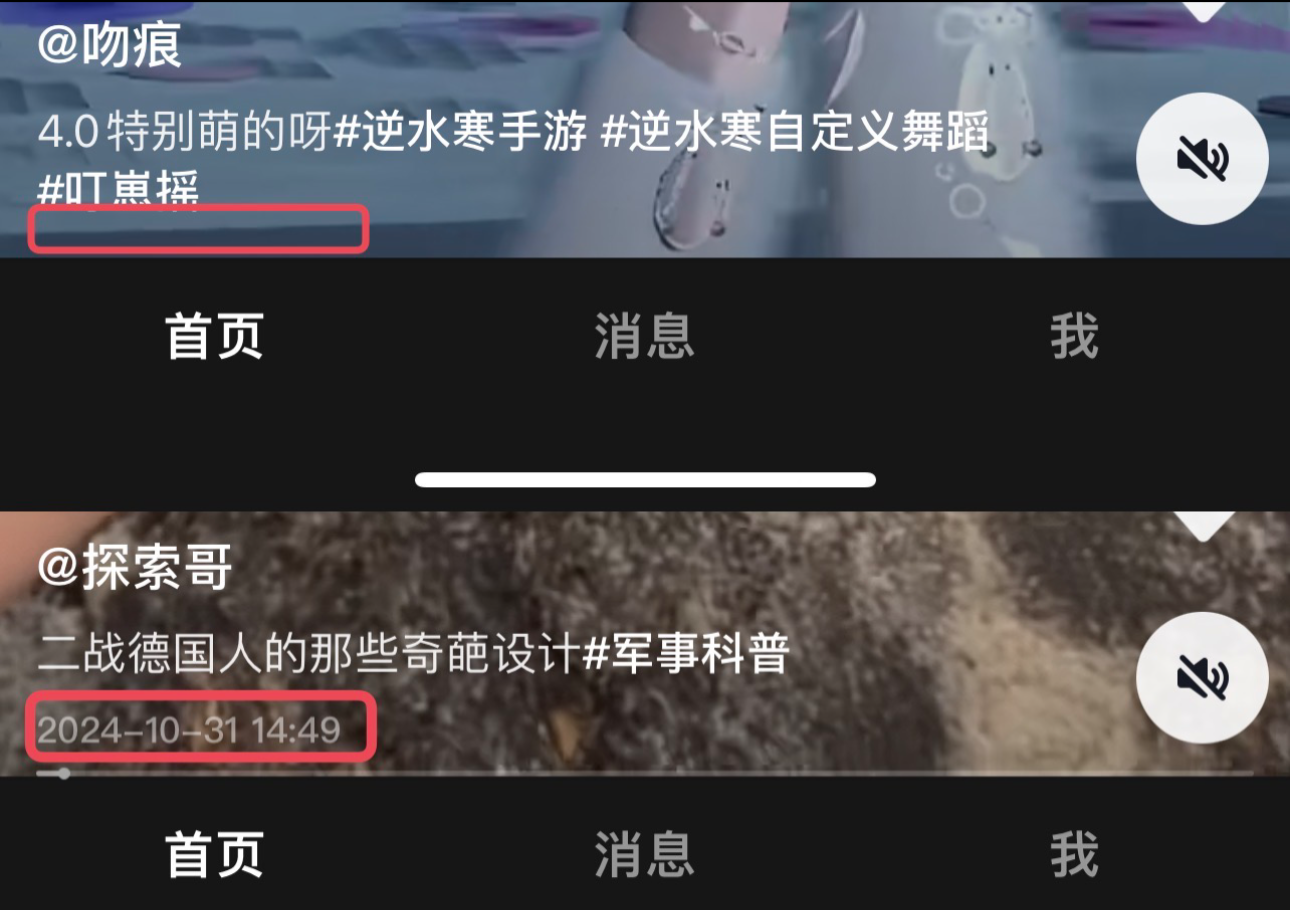 @吻痕
4.0特别萌的呀#逆水寒手游 #逆水寒自定义舞蹈
#叮崽摇
首页
消息
我
@探索哥
二战德国人的那些奇葩设计#军事科普
2024-10-31 14:49
首页
消息
我